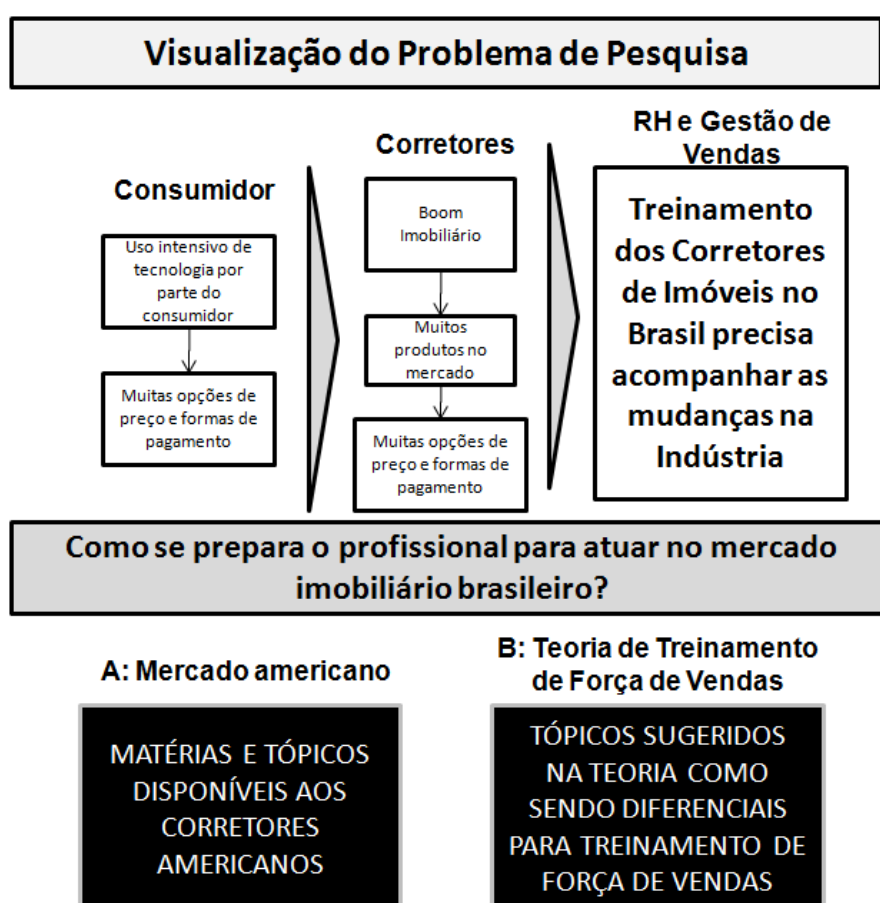 Visualização do Problema de Pesquisa
Consumidor
Uso intensivo de
tecnologia por
parte do
consumidor
Muitas opções de
preço e formas de
pagamento
Corretores
Boom
Imobiliário
Muitos
produtos no
mercado
Muitas opções de
preço e formas de
pagamento
RH e Gestão de
Vendas
Treinamento
dos Corretores
de Imóveis no
Brasil precisa
acompanhar as
mudanças na
Indústria
Como se prepara o profissional para atuar no mercado
imobiliário brasileiro?
A: Mercado americano
MATÉRIAS E TÓPICOS
DISPONÍVEIS AOS
CORRETORES
AMERICANOS
B: Teoria de Treinamento
de Força de Vendas
TÓPICOS SUGERIDOS
NA TEORIA COMO
SENDO DIFERENCIAIS
PARA TREINAMENTO DE
FORÇA DE VENDAS